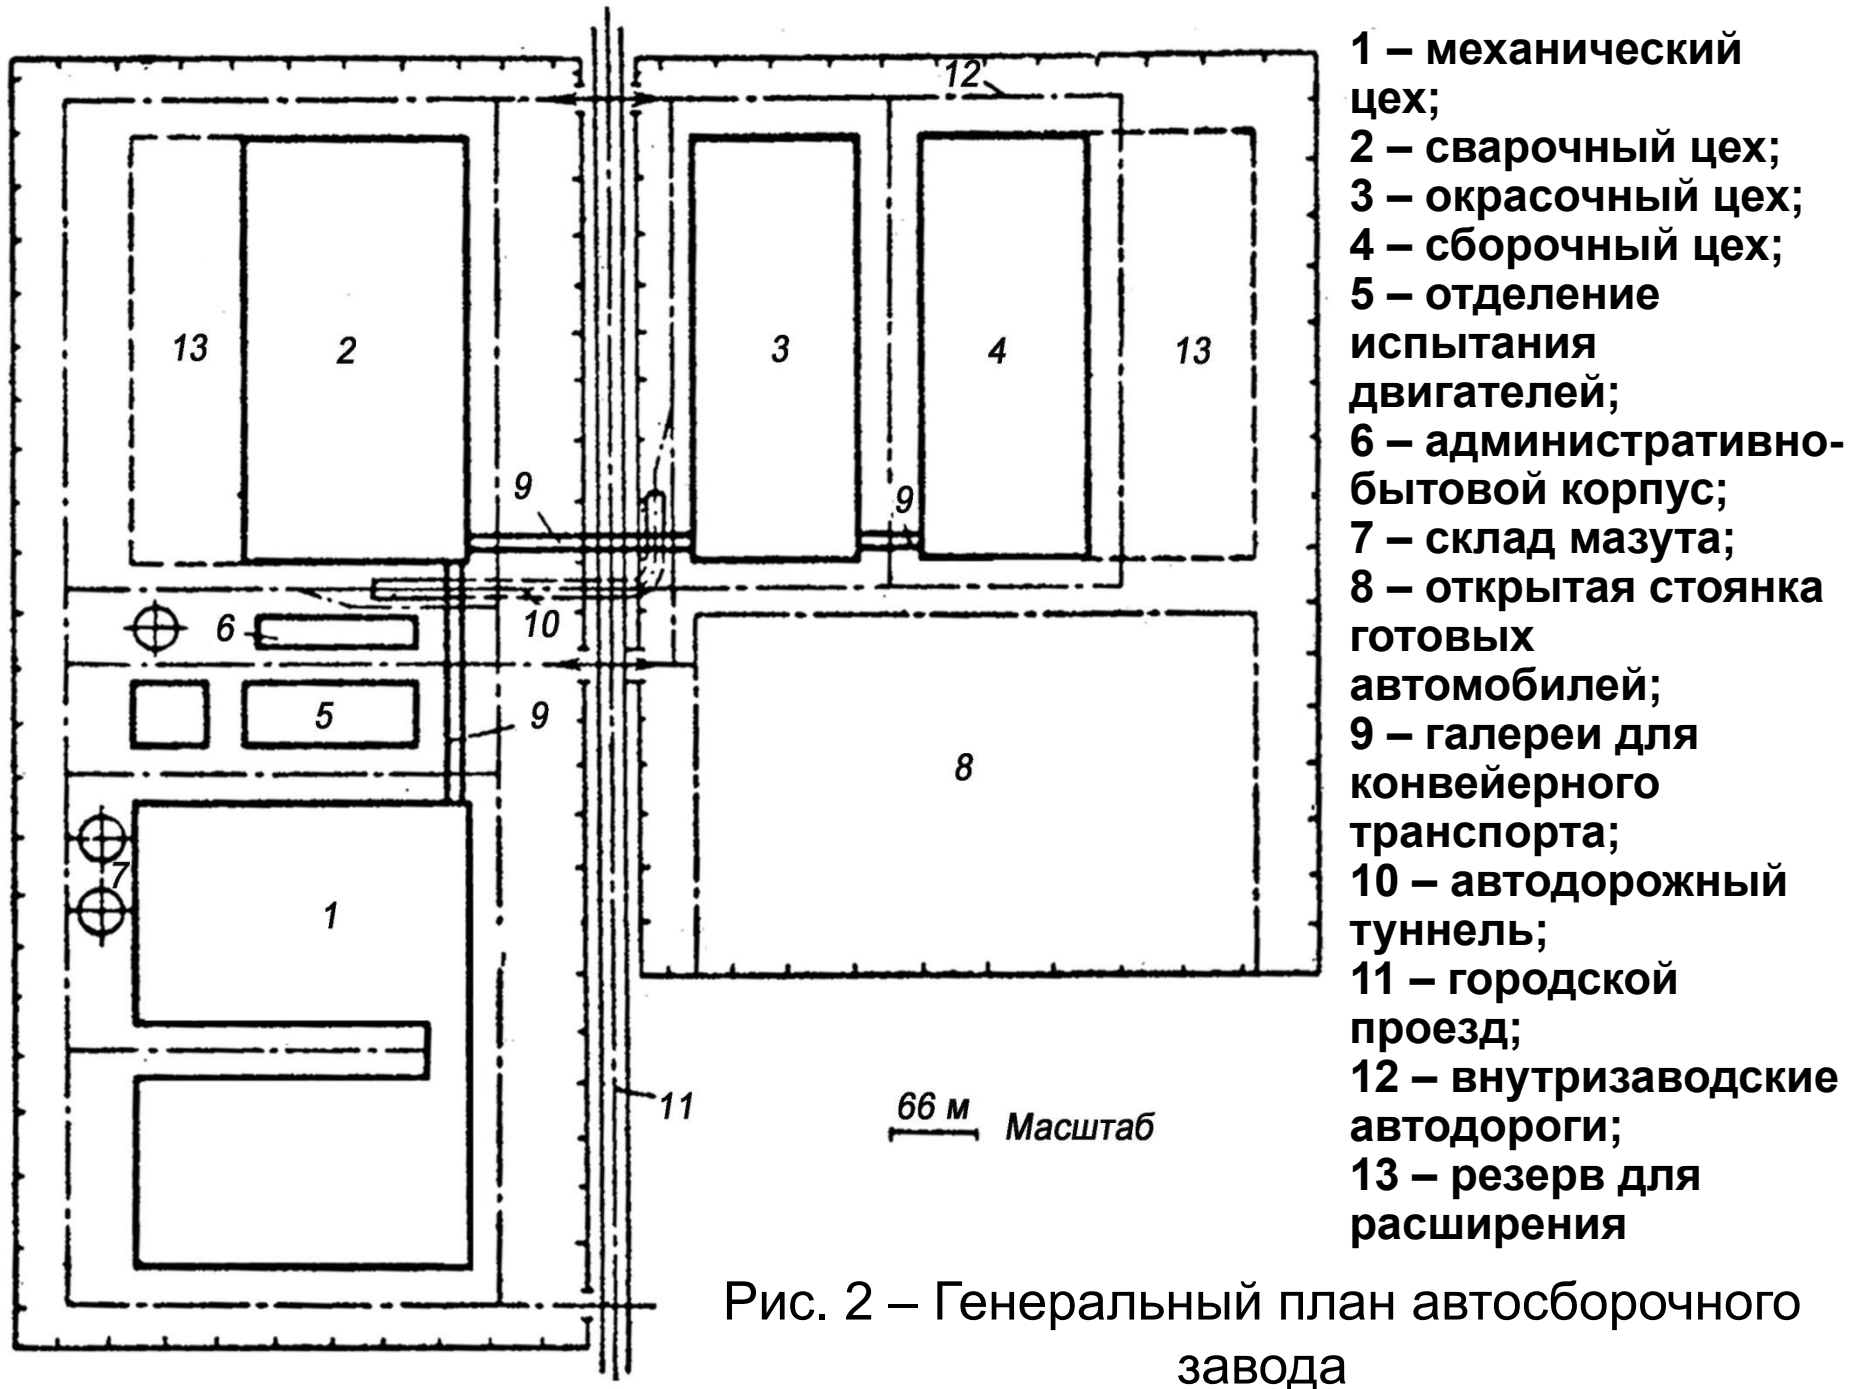 12
13
2
3
4
13
9
9
6
10
5
9
8
7
1
11
66 м
Масштаб
1 – механический
цех;
2 – сварочный цех;
3 – окрасочный цех;
4 – сборочный цех;
5 – отделение
испытания
двигателей;
6 – административно-
бытовой корпус;
7 – склад мазута;
8 – открытая стоянка
готовых
автомобилей;
9 – галереи для
конвейерного
транспорта;
10 – автодорожный
туннель;
11 – городской
проезд;
12 – внутризаводские
автодороги;
13 – резерв для
расширения
Рис. 2 – Генеральный план автосборочного
завода